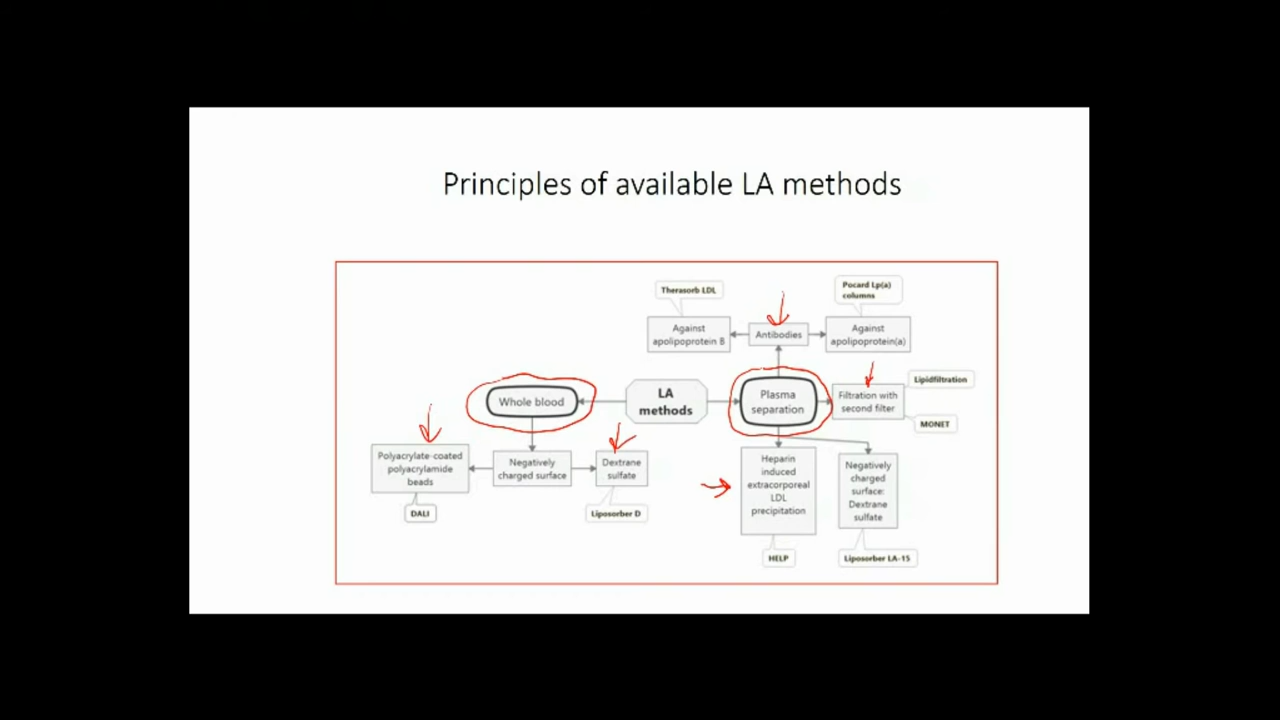 Principles of available LA methods
Therasorb LDL
Pocard Lp(a)
columns
Against
apolipoprotein B
Antibodies
Against
apolipoprotein(a)
Whole blood
LA
methods
Plasma
separation
Filtration with
second filter
Lipidfiltration
MONET
Polyacrylate-coated
polyacrylamide
beads
Negatively
charged surface
Dextrane
sulfate
DALI
Liposorber D
Heparin
induced
extracorporeal
LDL
precipitation
Negatively
charged
surface:
Dextrane
sulfate
HELP
Liposorber LA-15